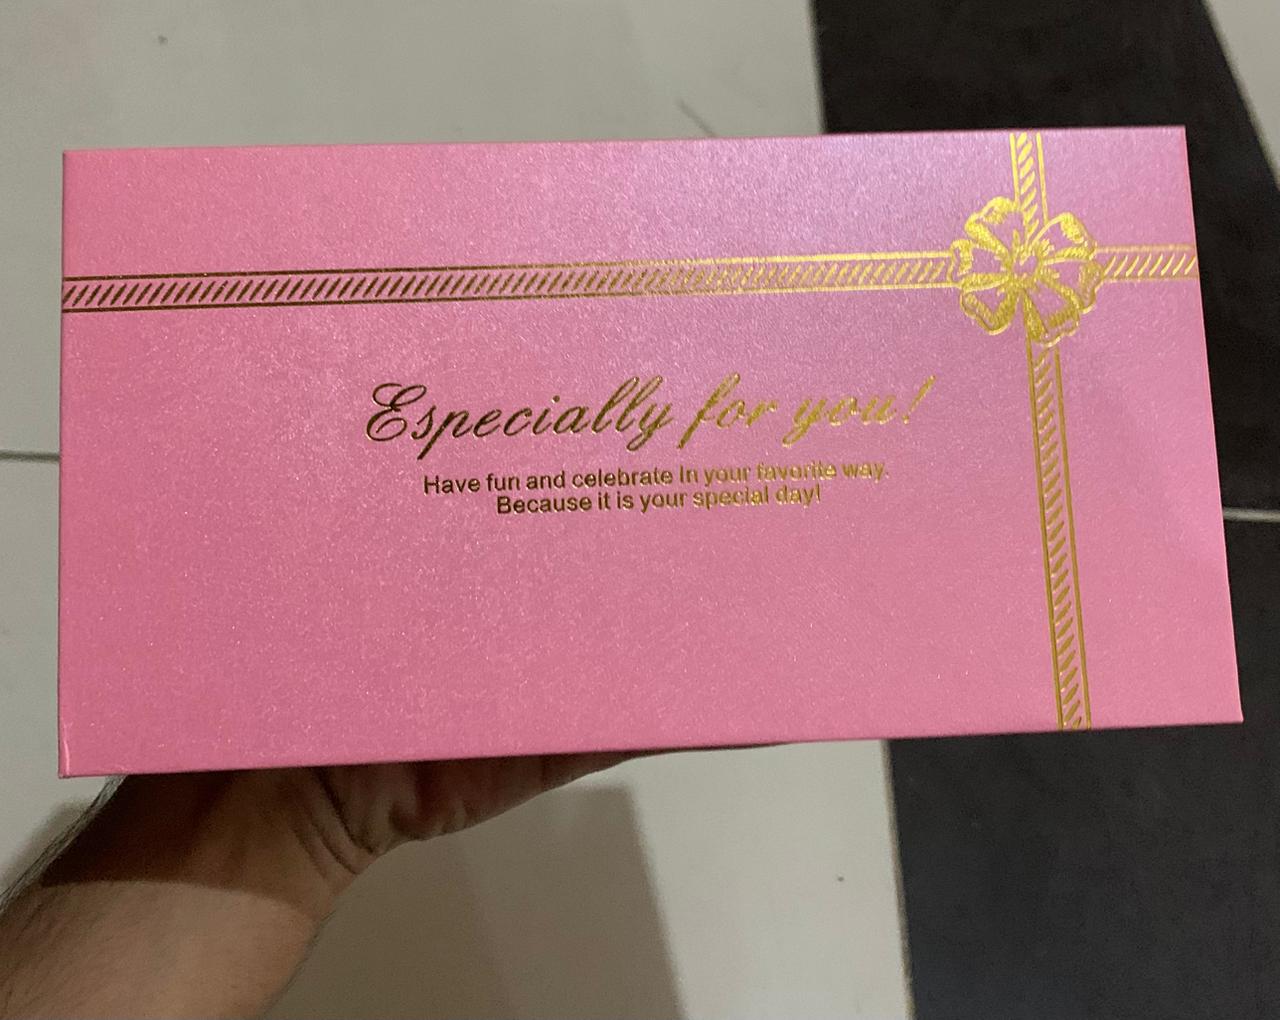 Especially for you!
Have fun and celebrate in your favorite way.
Because it is your special day!